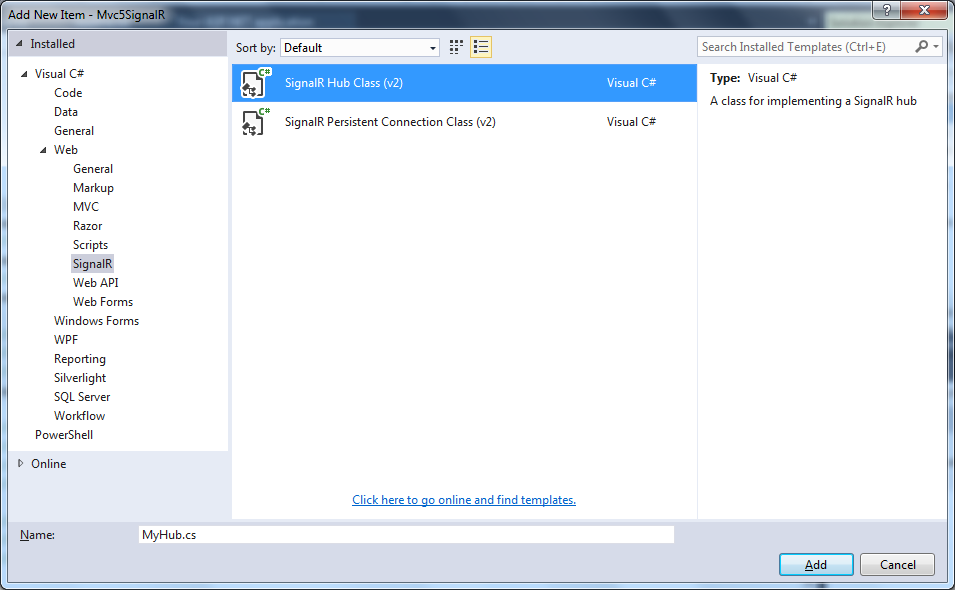 Add New Item - Mvc5SignalR
?
Installed
Sort by: Default
Search Installed Templates (Ctrl+E)
Visual C#
Code
Data
General
Web
General
Markup
MVC
Razor
Scripts
SignalR
Web API
Web Forms
Windows Forms
WPF
Reporting
Silverlight
SQL Server
Workflow
PowerShell
Online
C#
SignalR Hub Class (v2) Visual C#
C#
SignalR Persistent Connection Class (v2) Visual C#
Click here to go online and find templates.
Type: Visual C#
A class for implementing a SignalR hub
Name: MyHub.cs
Add Cancel